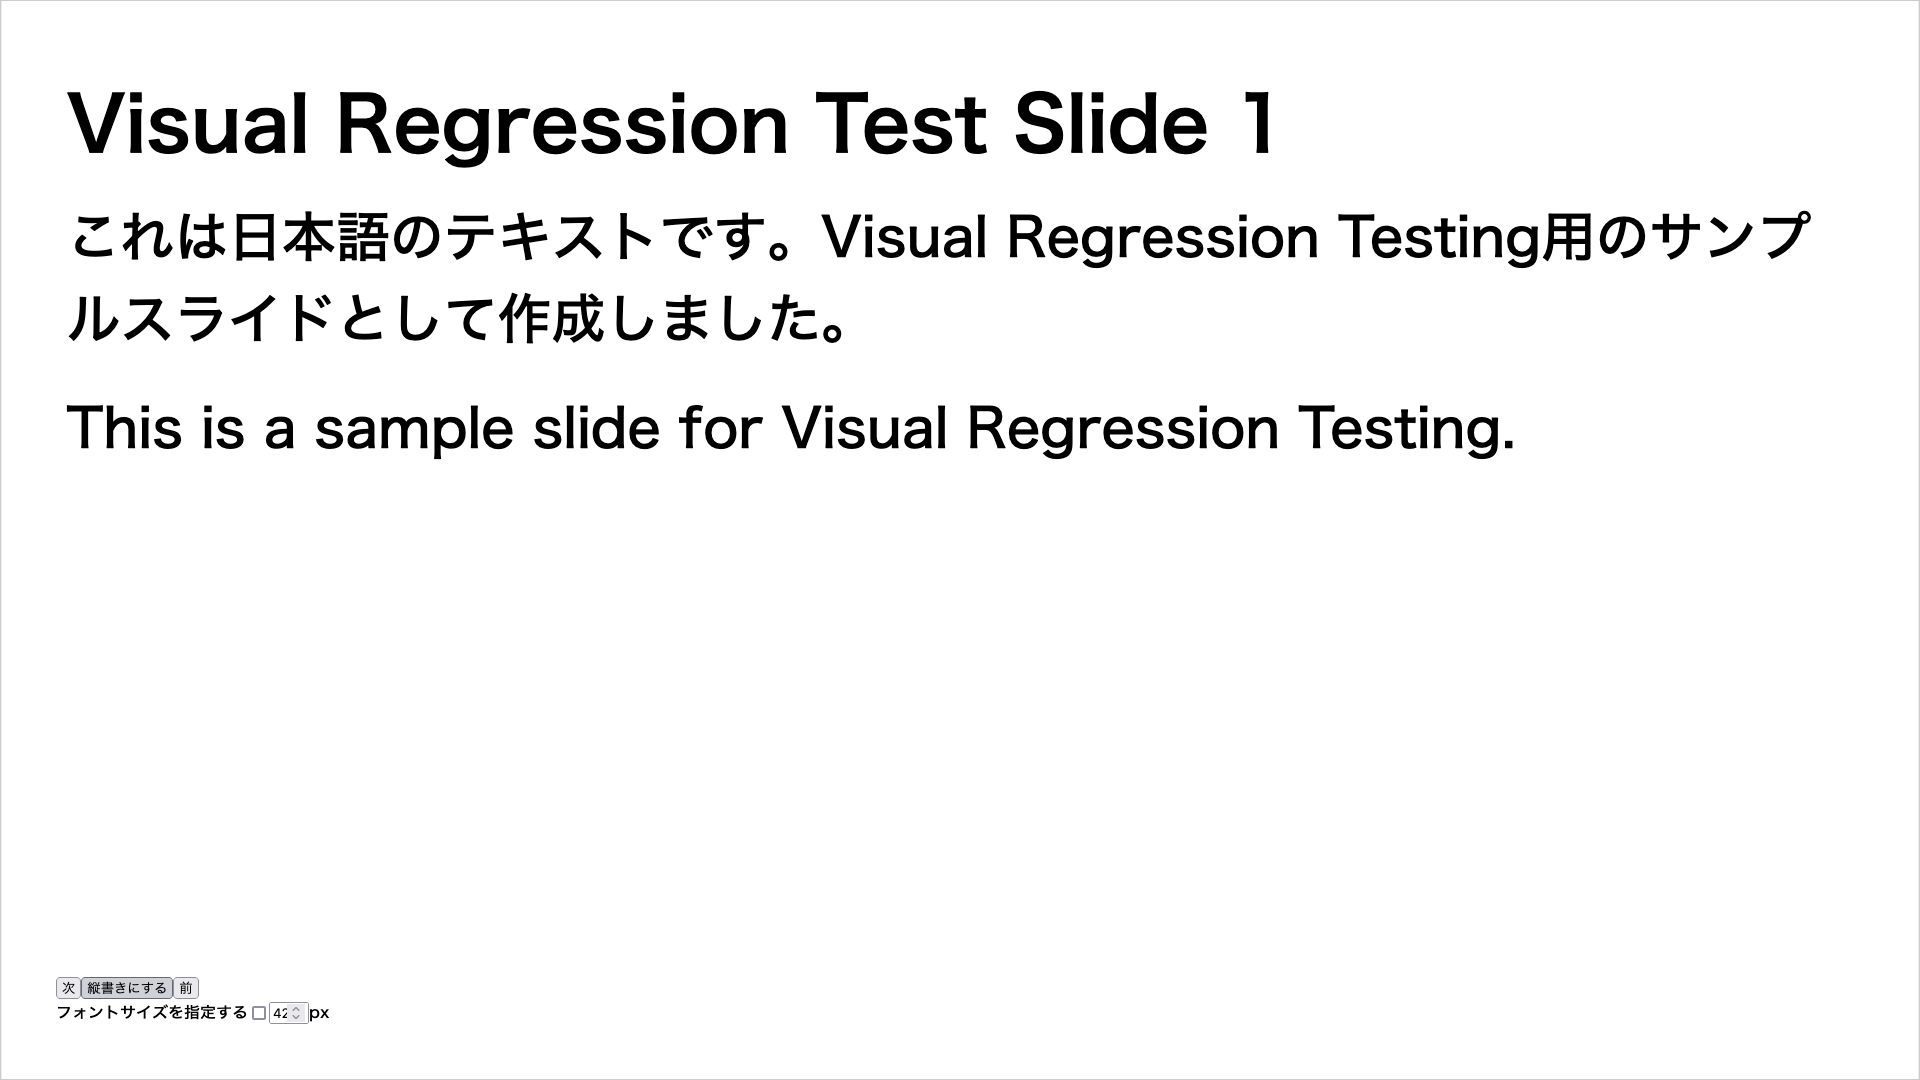 Visual Regression Test Slide 1
これは日本語のテキストです。Visual Regression Testing用のサンプ
ルスライドとして作成しました。
This is a sample slide for Visual Regression Testing.
次 縦書きにする 前
フォントサイズを指定する 42 px